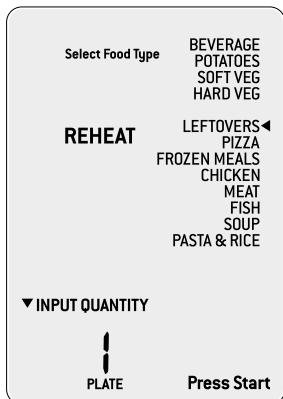 Select Food Type
BEVERAGE
POTATOES
SOFT VEG
HARD VEG
REHEAT
LEFTOVERS◀
PIZZA
FROZEN MEALS
CHICKEN
MEAT
FISH
SOUP
PASTA & RICE
▼INPUT QUANTITY
1
PLATE
Press Start